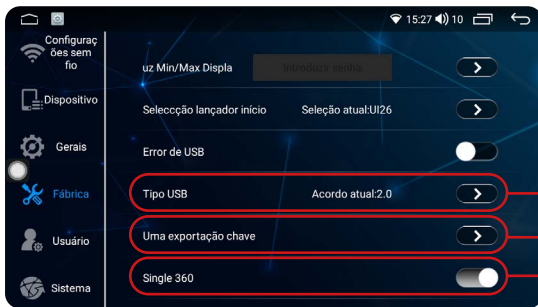 15:27 10
Configuraç
ões sem
fio
uz Min/Max Displa
Introduzir senha
Dispositivo
Seleccção lançador início
Seleção atual:UI26
Gerais
Error de USB
Fábrica
Tipo USB
Acordo atual:2.0
Usuário
Uma exportação chave
Sistema
Single 360